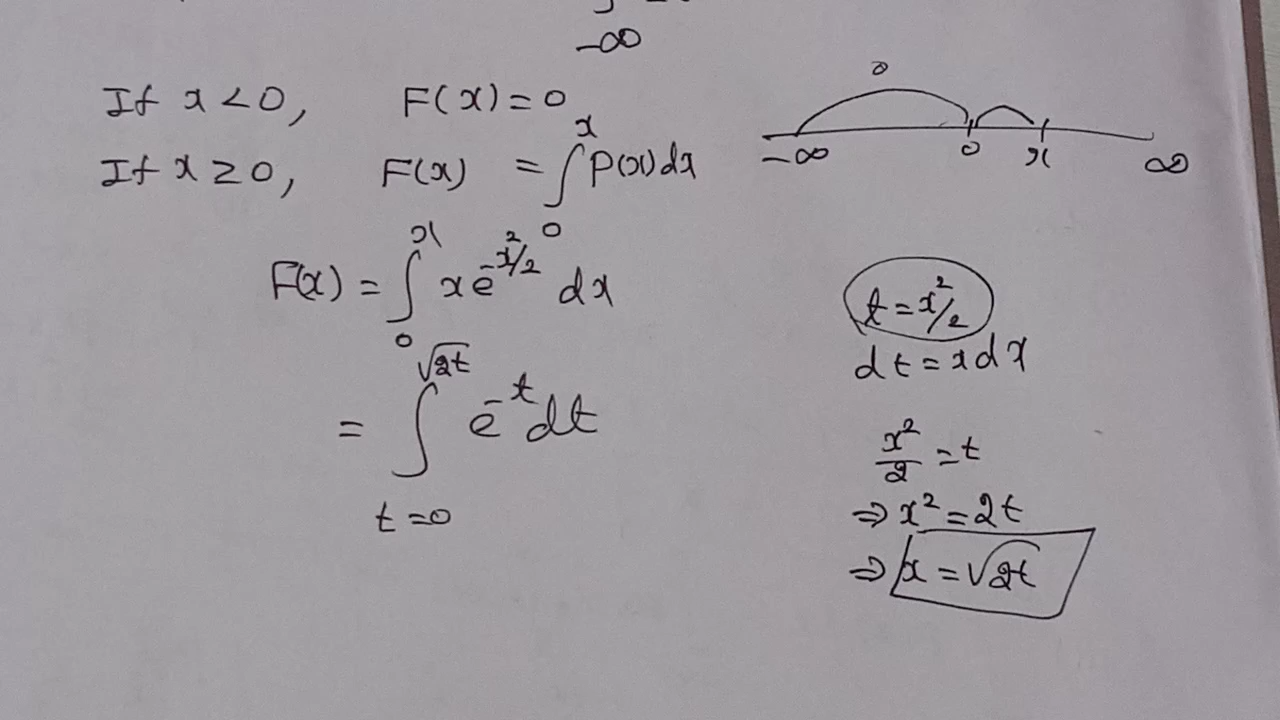 -∞
If x < 0, F(x) = 0
If x ≥ 0, F(x) = ∫₀ˣ P(x) dx
0
-∞ 0 x ∞
F(x) = ∫₀ˣ x e^{-x²/2} dx
t = x²/2
dt = x dx
= ∫_{t=0}^{√2t} e^{-t} dt
x²/2 = t
⇒ x² = 2t
⇒ x = √2t